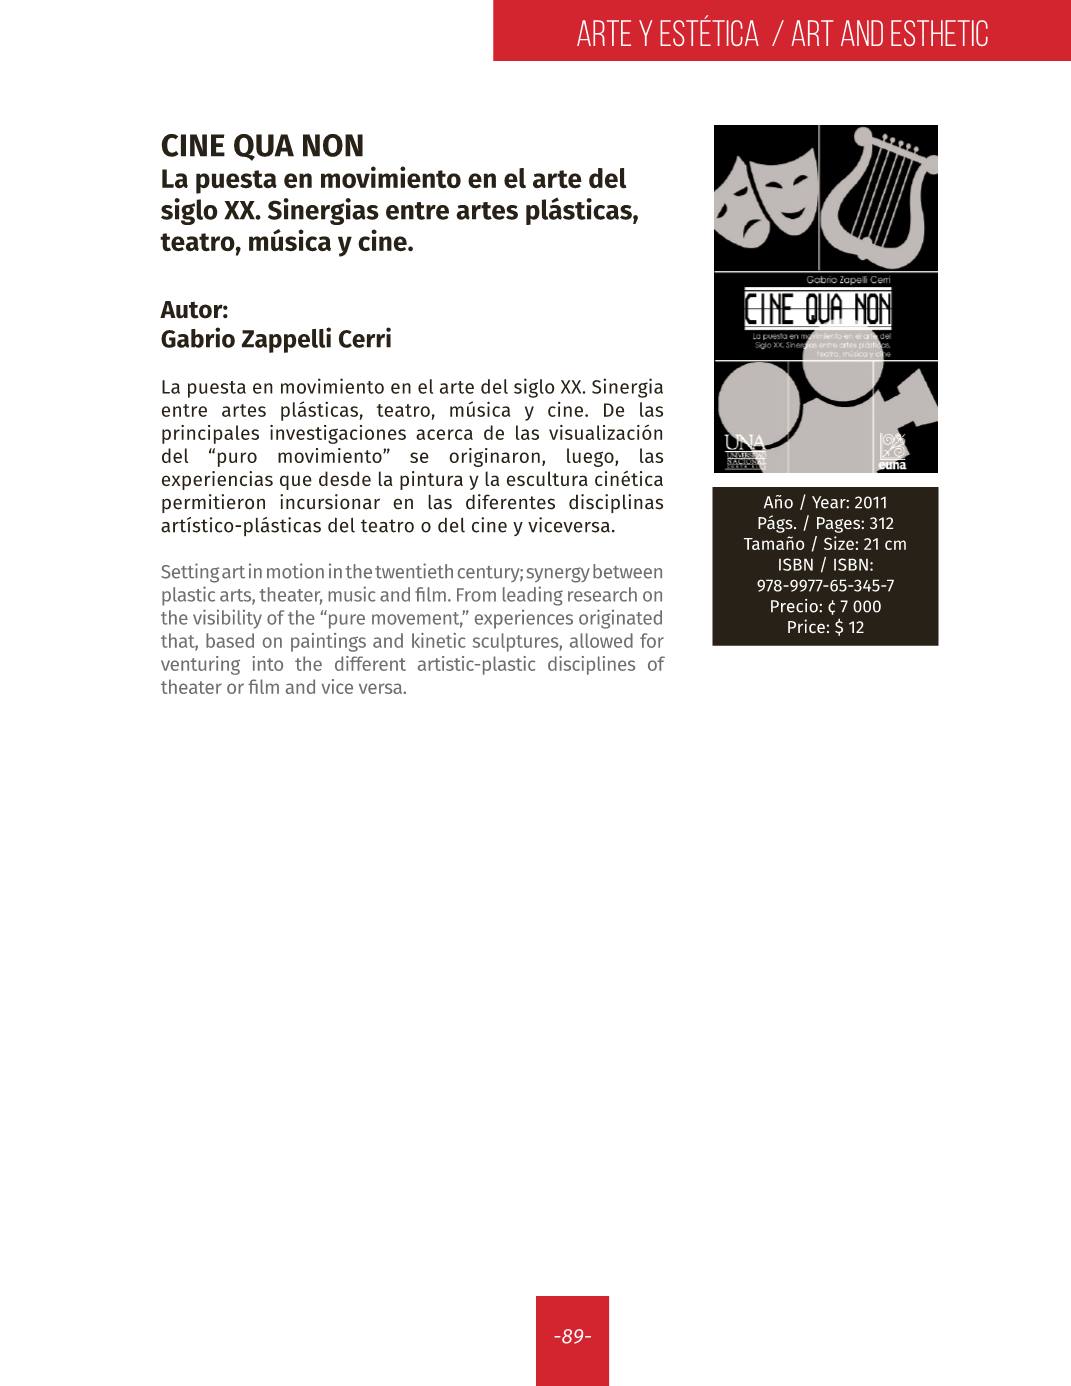 ARTE Y ESTÉTICA / ART AND ESTHETIC
CINE QUA NON
La puesta en movimiento en el arte del
siglo XX. Sinergias entre artes plásticas,
teatro, música y cine.
Autor:
Gabrio Zappelli Cerri
La puesta en movimiento en el arte del siglo XX. Sinergia
entre artes plásticas, teatro, música y cine. De las
principales investigaciones acerca de las visualización
del “puro movimiento” se originaron, luego, las
experiencias que desde la pintura y la escultura cinética
permitieron incursionar en las diferentes disciplinas
artístico-plásticas del teatro o del cine y viceversa.
Setting art in motion in the twentieth century; synergy between
plastic arts, theater, music and film. From leading research on
the visibility of the “pure movement,” experiences originated
that, based on paintings and kinetic sculptures, allowed for
venturing into the different artistic-plastic disciplines of
theater or film and vice versa.
Gabrio Zapelli Cerri
CINE QUA NON
La puesta en movimiento en el arte del
Siglo XX. Sinergias entre artes plásticas,
teatro, música y cine
UNA
UNIVERSIDAD
NACIONAL
euna
Año / Year: 2011
Págs. / Pages: 312
Tamaño / Size: 21 cm
ISBN / ISBN:
978-9977-65-345-7
Precio: ¢ 7 000
Price: $ 12
-89-